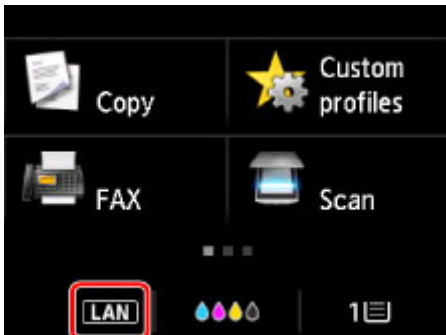 Copy
Custom
profiles
FAX
Scan
LAN
1